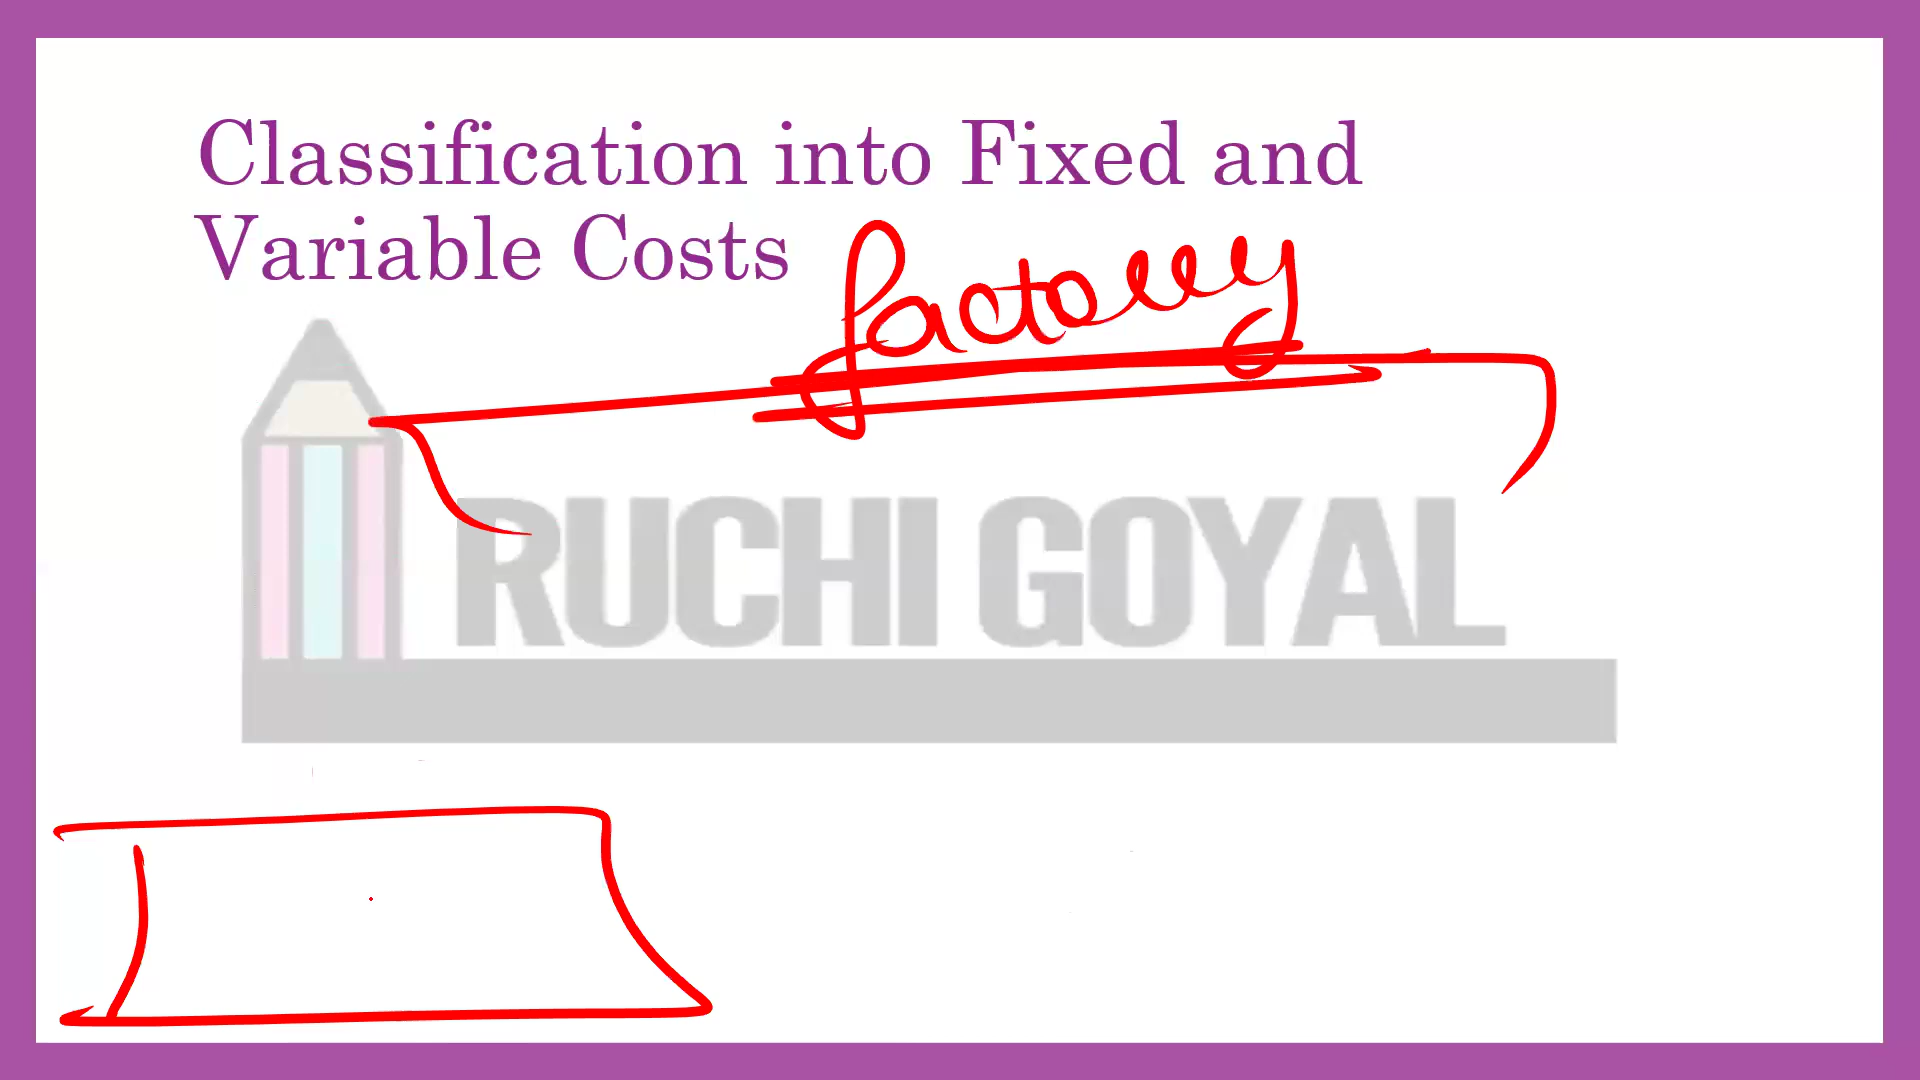 Classification into Fixed and
Variable Costs
factory
RUCHI GOYAL